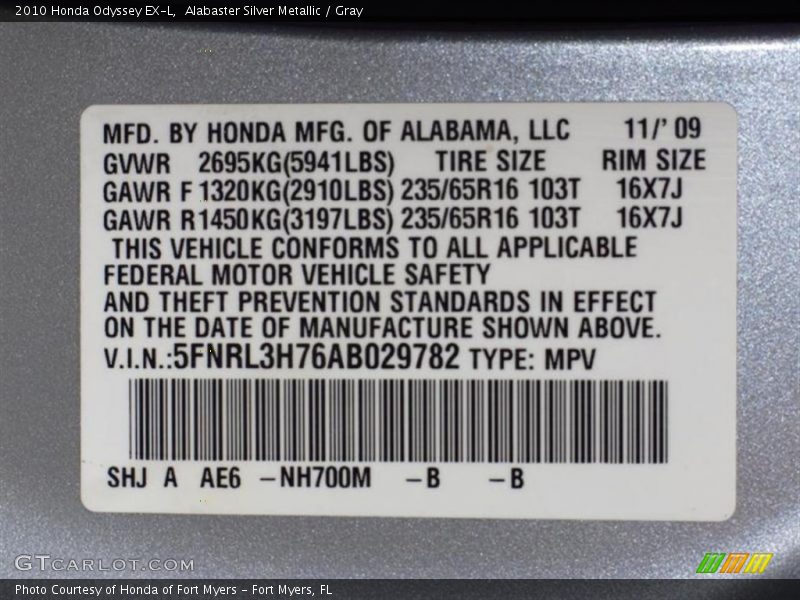 2010 Honda Odyssey EX-L,  Alabaster Silver Metallic / Gray
MFD. BY HONDA MFG. OF ALABAMA, LLC 11/' 09
GVWR 2695KG(5941LBS) TIRE SIZE RIM SIZE
GAWR F 1320KG(2910LBS) 235/65R16 103T 16X7J
GAWR R1450KG(3197LBS) 235/65R16 103T 16X7J
THIS VEHICLE CONFORMS TO ALL APPLICABLE
FEDERAL MOTOR VEHICLE SAFETY
AND THEFT PREVENTION STANDARDS IN EFFECT
ON THE DATE OF MANUFACTURE SHOWN ABOVE.
V.I.N.:5FNRL3H76AB029782 TYPE: MPV
SHJ A AE6 -NH700M -B -B
GTCARLOT.COM
Photo Courtesy of Honda of Fort Myers - Fort Myers, FL